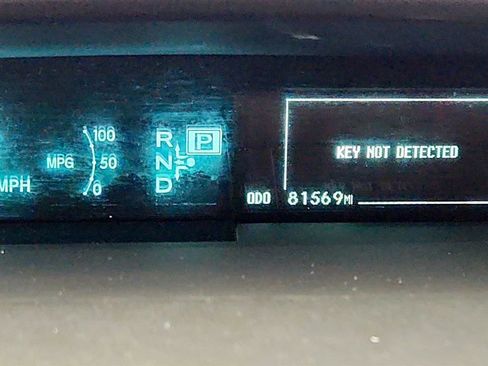 100
MPG 50
0
MPH
R P
N
D
KEY NOT DETECTED
ODO 81569MI